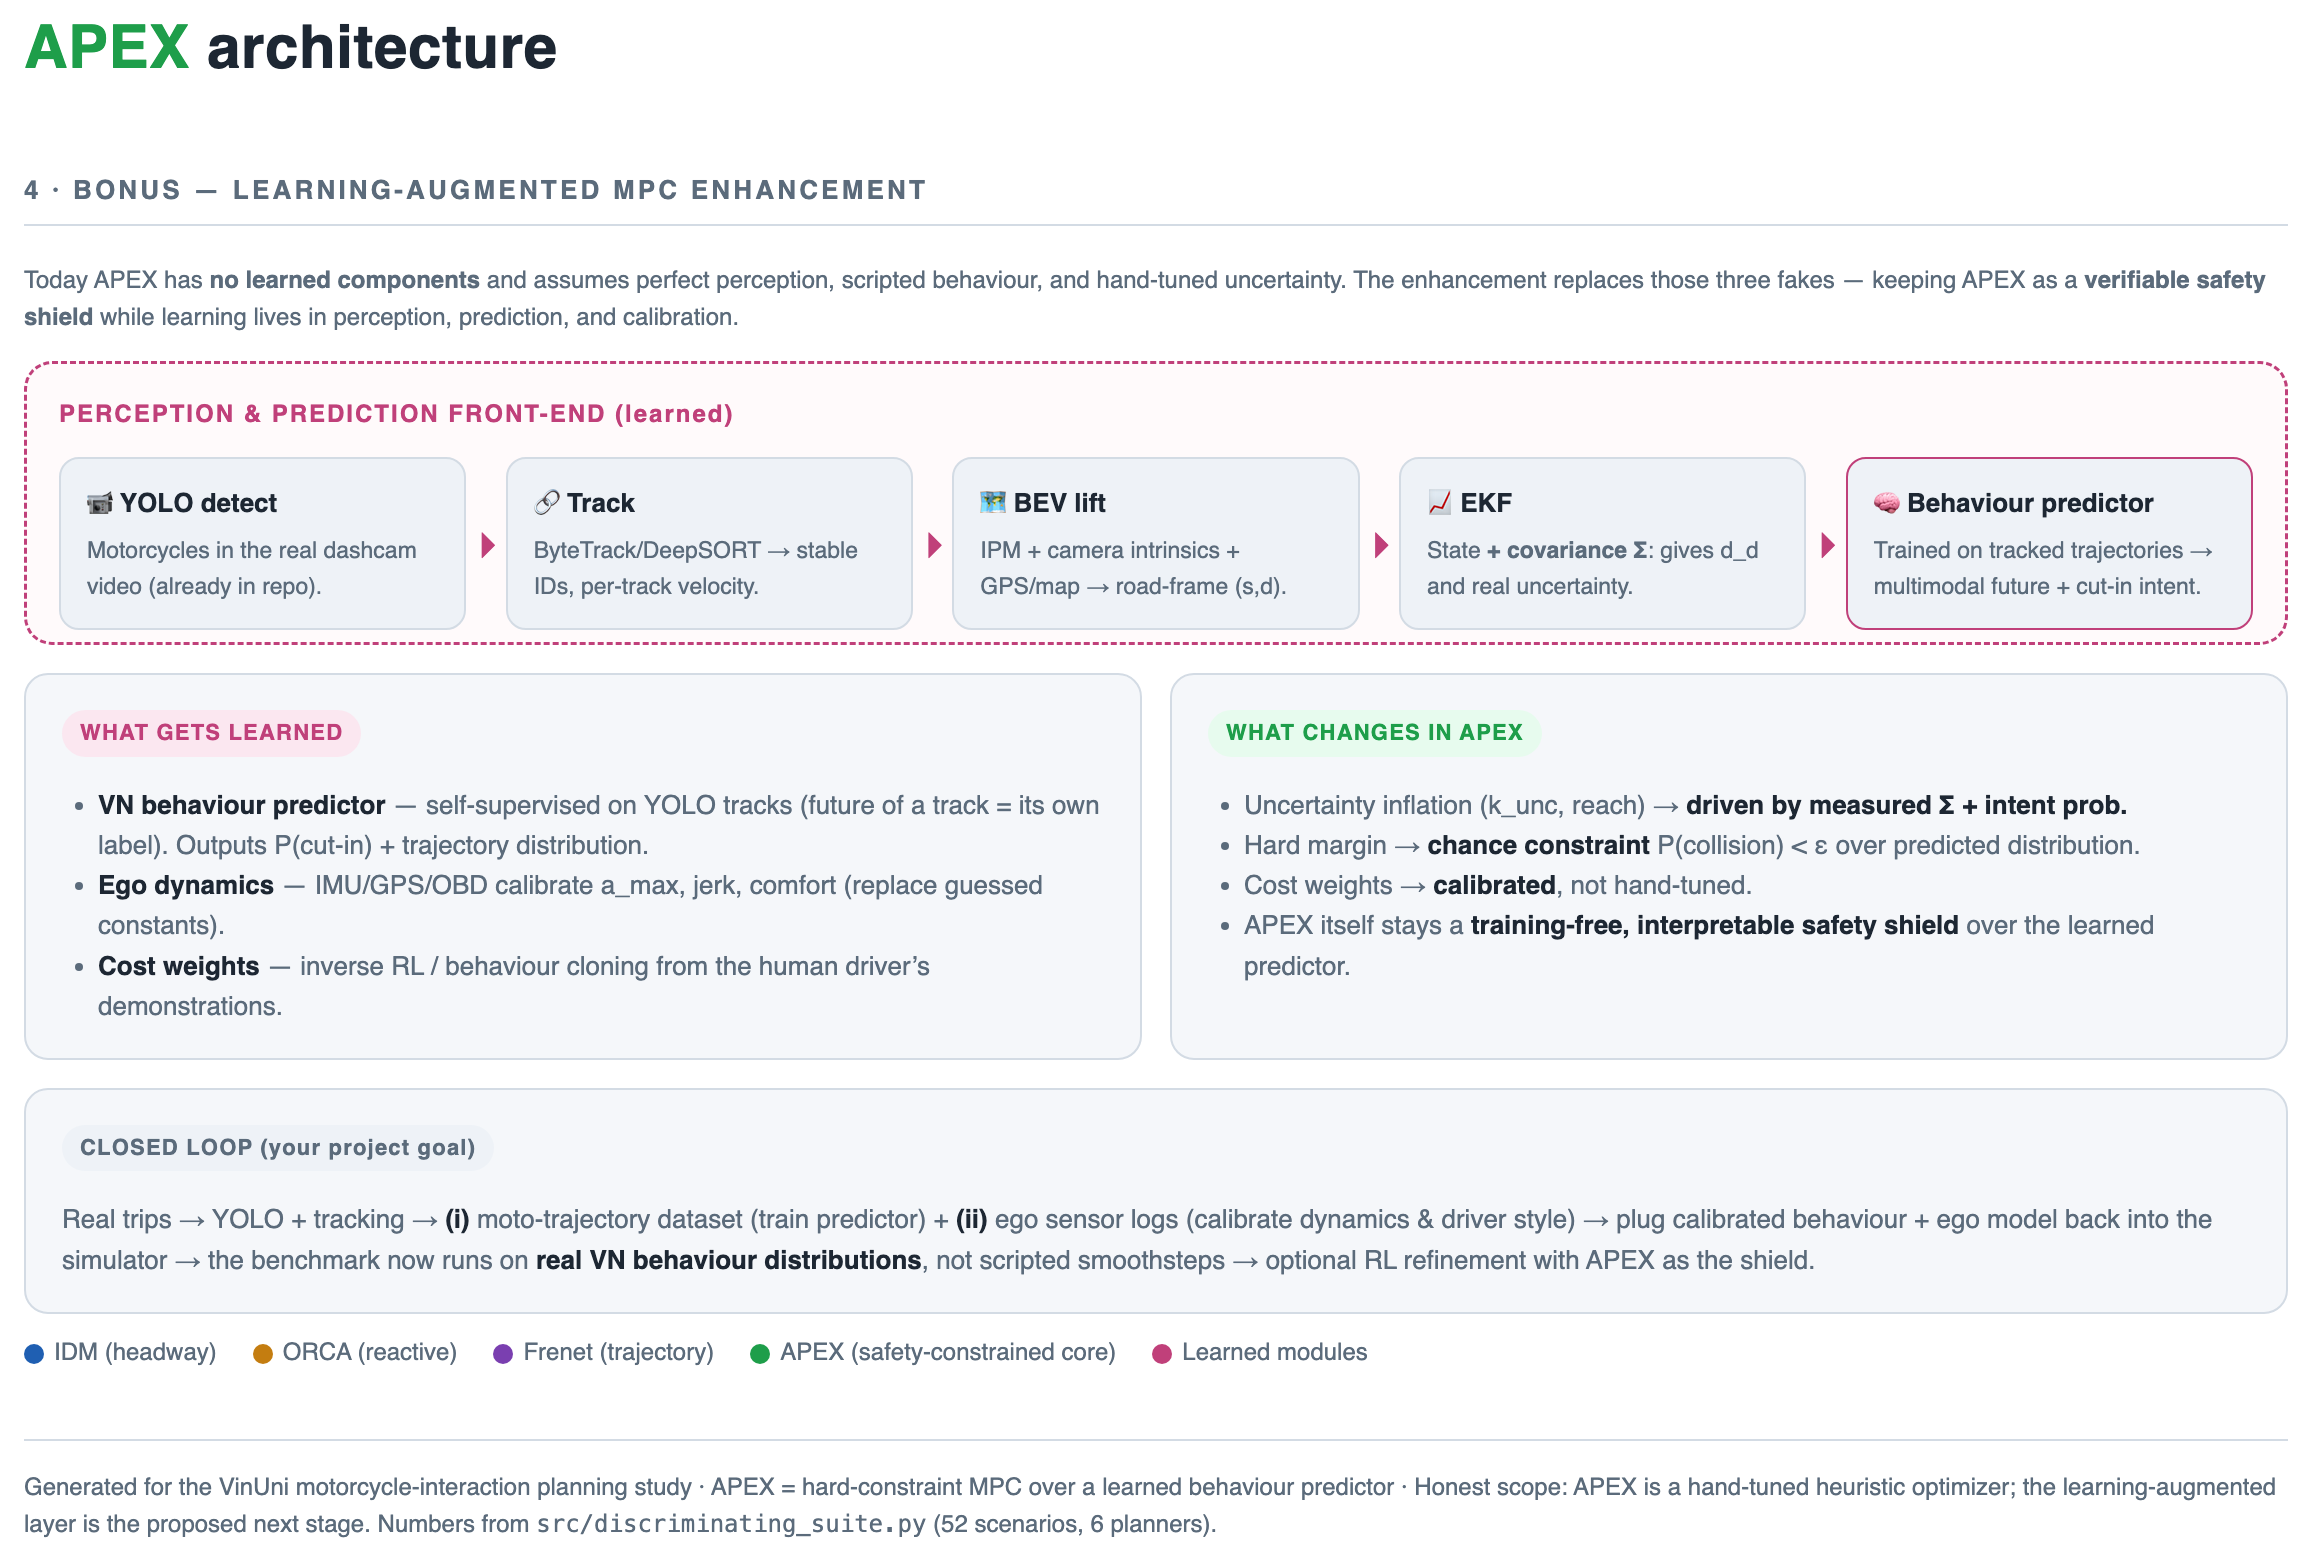 APEX architecture
4 · BONUS — LEARNING-AUGMENTED MPC ENHANCEMENT
Today APEX has no learned components and assumes perfect perception, scripted behaviour, and hand-tuned uncertainty. The enhancement replaces those three fakes — keeping APEX as a verifiable safety
shield while learning lives in perception, prediction, and calibration.
PERCEPTION & PREDICTION FRONT-END (learned)
YOLO detect
Motorcycles in the real dashcam
video (already in repo).
Track
ByteTrack/DeepSORT → stable
IDs, per-track velocity.
BEV lift
IPM + camera intrinsics +
GPS/map → road-frame (s,d).
EKF
State + covariance Σ: gives d_d
and real uncertainty.
Behaviour predictor
Trained on tracked trajectories →
multimodal future + cut-in intent.
WHAT GETS LEARNED
• VN behaviour predictor — self-supervised on YOLO tracks (future of a track = its own
label). Outputs P(cut-in) + trajectory distribution.
• Ego dynamics — IMU/GPS/OBD calibrate a_max, jerk, comfort (replace guessed
constants).
• Cost weights — inverse RL / behaviour cloning from the human driver’s
demonstrations.
WHAT CHANGES IN APEX
• Uncertainty inflation (k_unc, reach) → driven by measured Σ + intent prob.
• Hard margin → chance constraint P(collision) < ε over predicted distribution.
• Cost weights → calibrated, not hand-tuned.
• APEX itself stays a training-free, interpretable safety shield over the learned
predictor.
CLOSED LOOP (your project goal)
Real trips → YOLO + tracking → (i) moto-trajectory dataset (train predictor) + (ii) ego sensor logs (calibrate dynamics & driver style) → plug calibrated behaviour + ego model back into the
simulator → the benchmark now runs on real VN behaviour distributions, not scripted smoothsteps → optional RL refinement with APEX as the shield.
IDM (headway) ORCA (reactive) Frenet (trajectory) APEX (safety-constrained core) Learned modules
Generated for the VinUni motorcycle-interaction planning study · APEX = hard-constraint MPC over a learned behaviour predictor · Honest scope: APEX is a hand-tuned heuristic optimizer; the learning-augmented
layer is the proposed next stage. Numbers from src/discriminating_suite.py (52 scenarios, 6 planners).